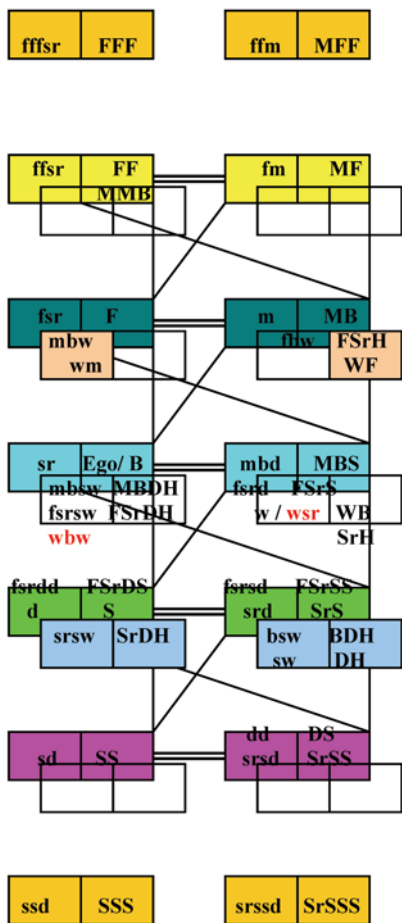 fffsr FFF ffm MFF
ffsr FF fm MF
MMB
fsr F m MB
mbw fbw FSrH
wm WF
sr Ego/ B mbd MBS
mbsw MBDH fsrd FSrS
fsrsw FSrDH w / wsr WB
wbw SrH
fsrdd FSrDS fsrsd FSrSS
d S srd SrS
srsw SrDH bsw BDH
sw DH
dd DS
sd SS srsd SrSS
ssd SSS srssd SrSSS